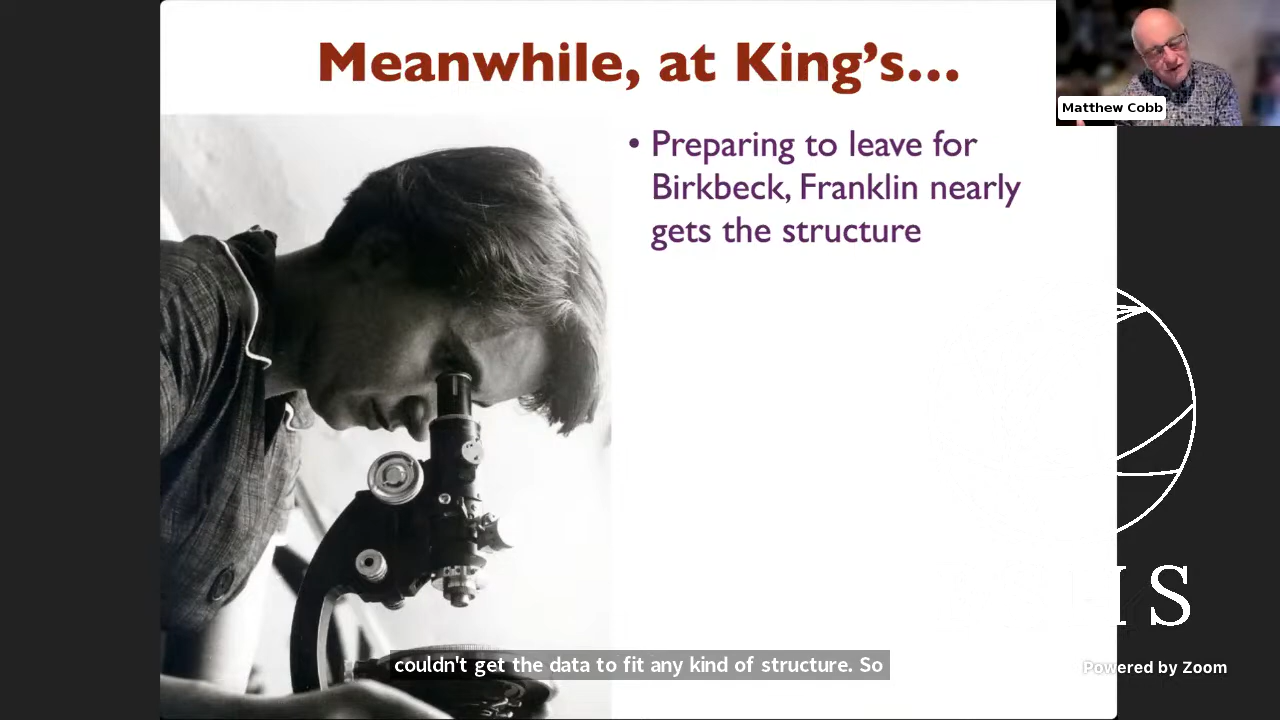 Meanwhile, at King's...
Matthew Cobb
• Preparing to leave for
Birkbeck, Franklin nearly
gets the structure
S
couldn't get the data to fit any kind of structure. So
Powered by Zoom